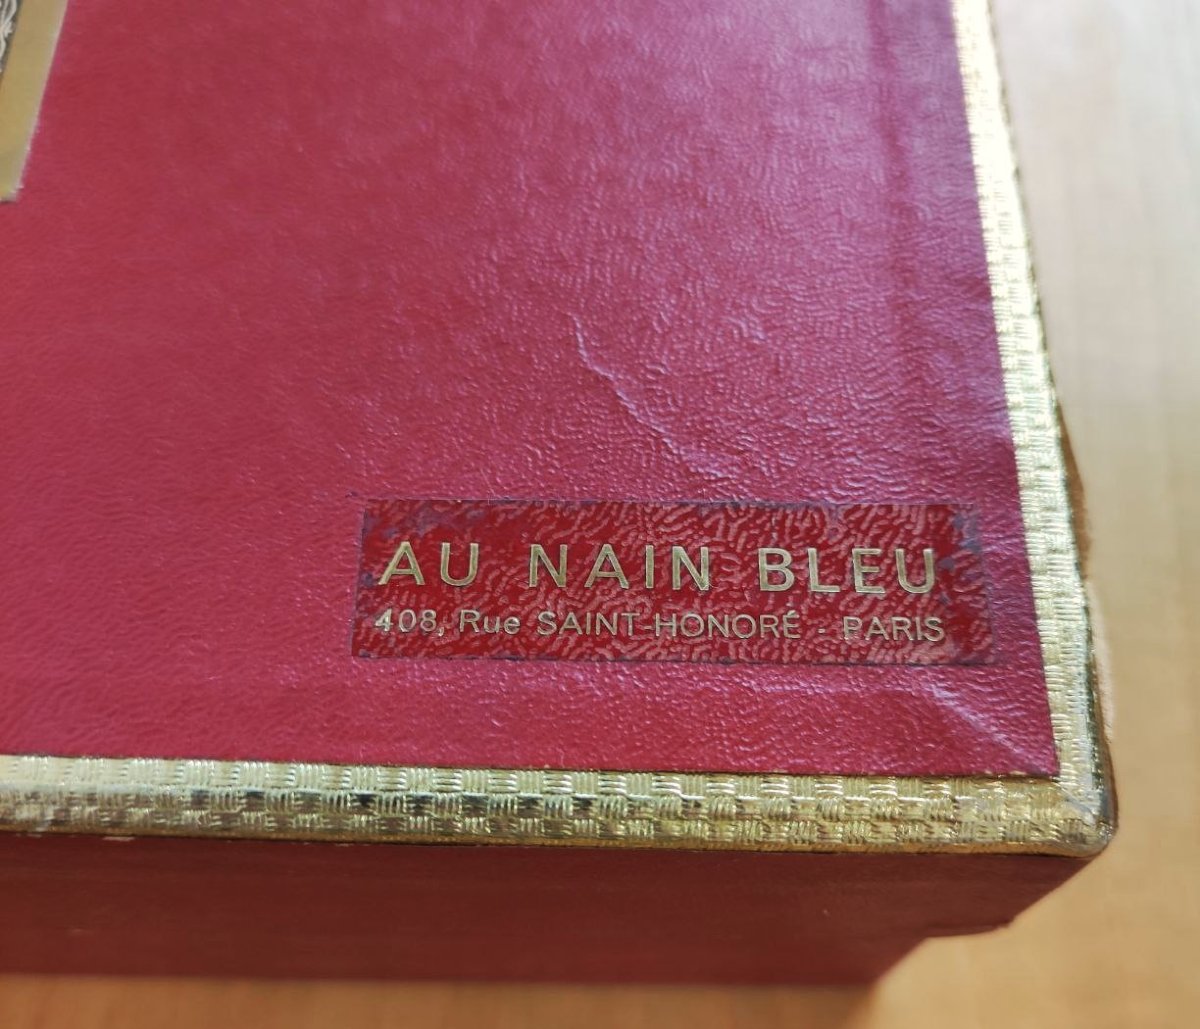 AU NAIN BLEU
408, Rue SAINT-HONORÉ - PARIS